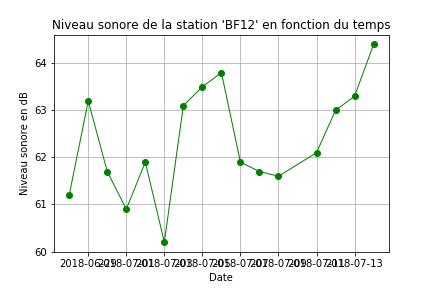 Niveau sonore de la station 'BF12' en fonction du temps
Niveau sonore en dB
64
63
62
61
60
2018-06-29 2018-07-01 2018-07-03 2018-07-05 2018-07-07 2018-07-09 2018-07-11 2018-07-13
Date